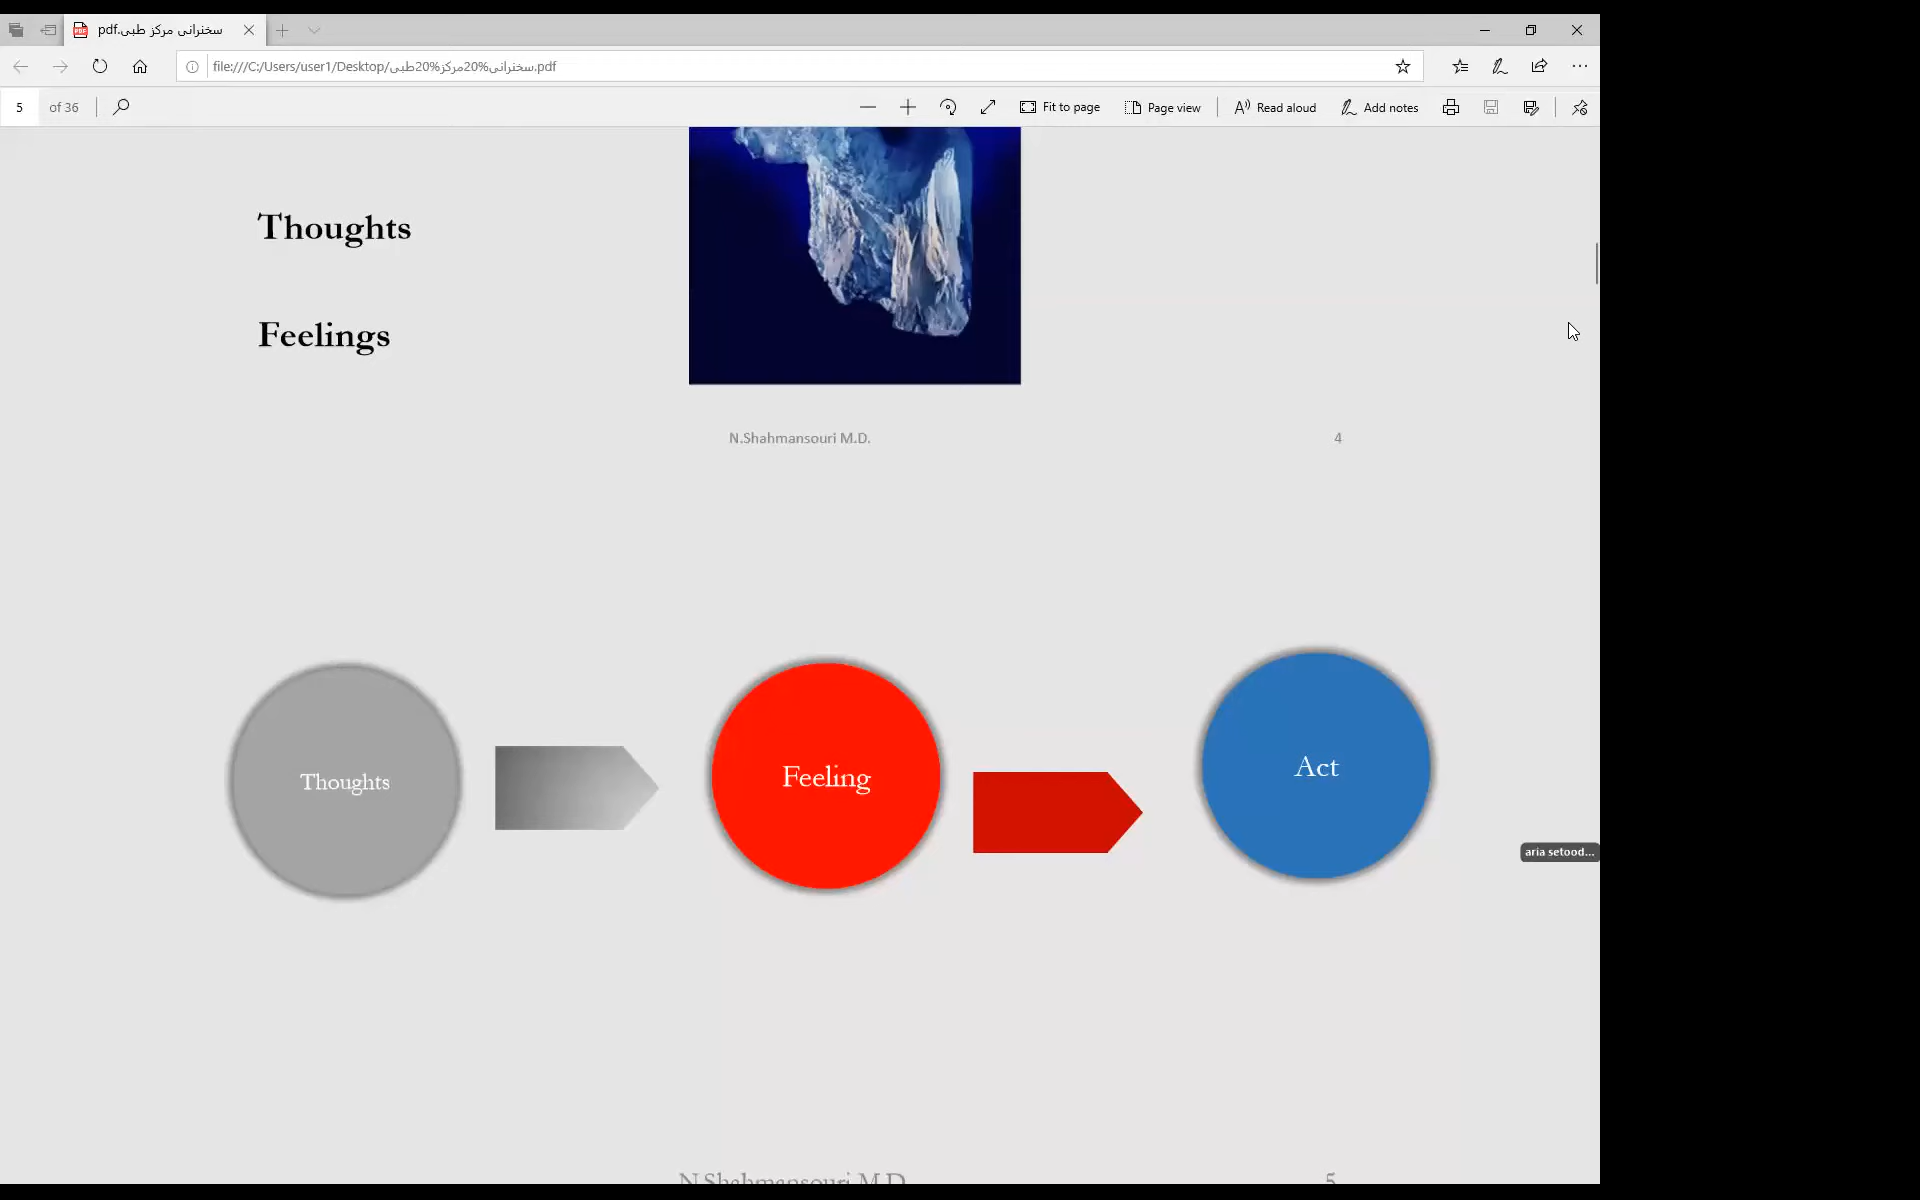 سخنرانی مرکز طبی.pdf
file:///C:/Users/user1/Desktop/سخنرانی%20مرکز%20طبی.pdf
5 of 36
Fit to page
Page view
Read aloud
Add notes
Thoughts
Feelings
N.Shahmansouri M.D.
4
Thoughts
Feeling
Act
aria setood...
N.Shahmansouri M.D.
5